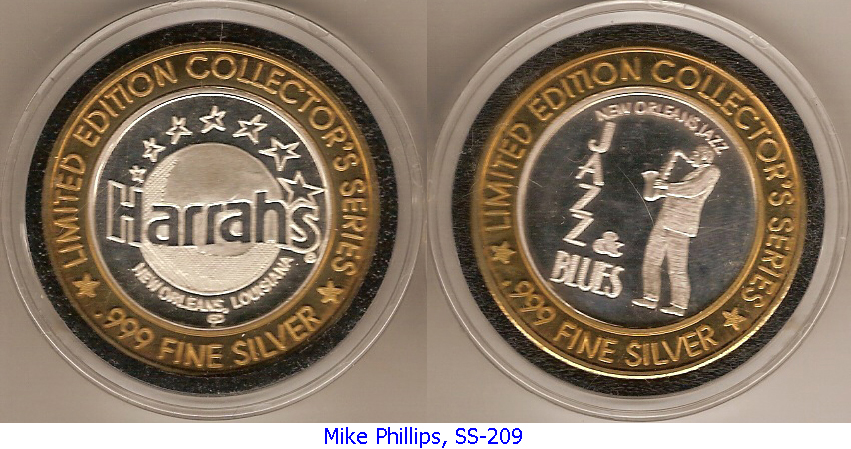 LIMITED EDITION COLLECTOR'S SERIES
.999 FINE SILVER
Harrahs
NEW ORLEANS, LOUISIANA
LIMITED EDITION COLLECTOR'S SERIES
.999 FINE SILVER
NEW ORLEANS JAZZ
JAZZ
&
BLUES
Mike Phillips, SS-209